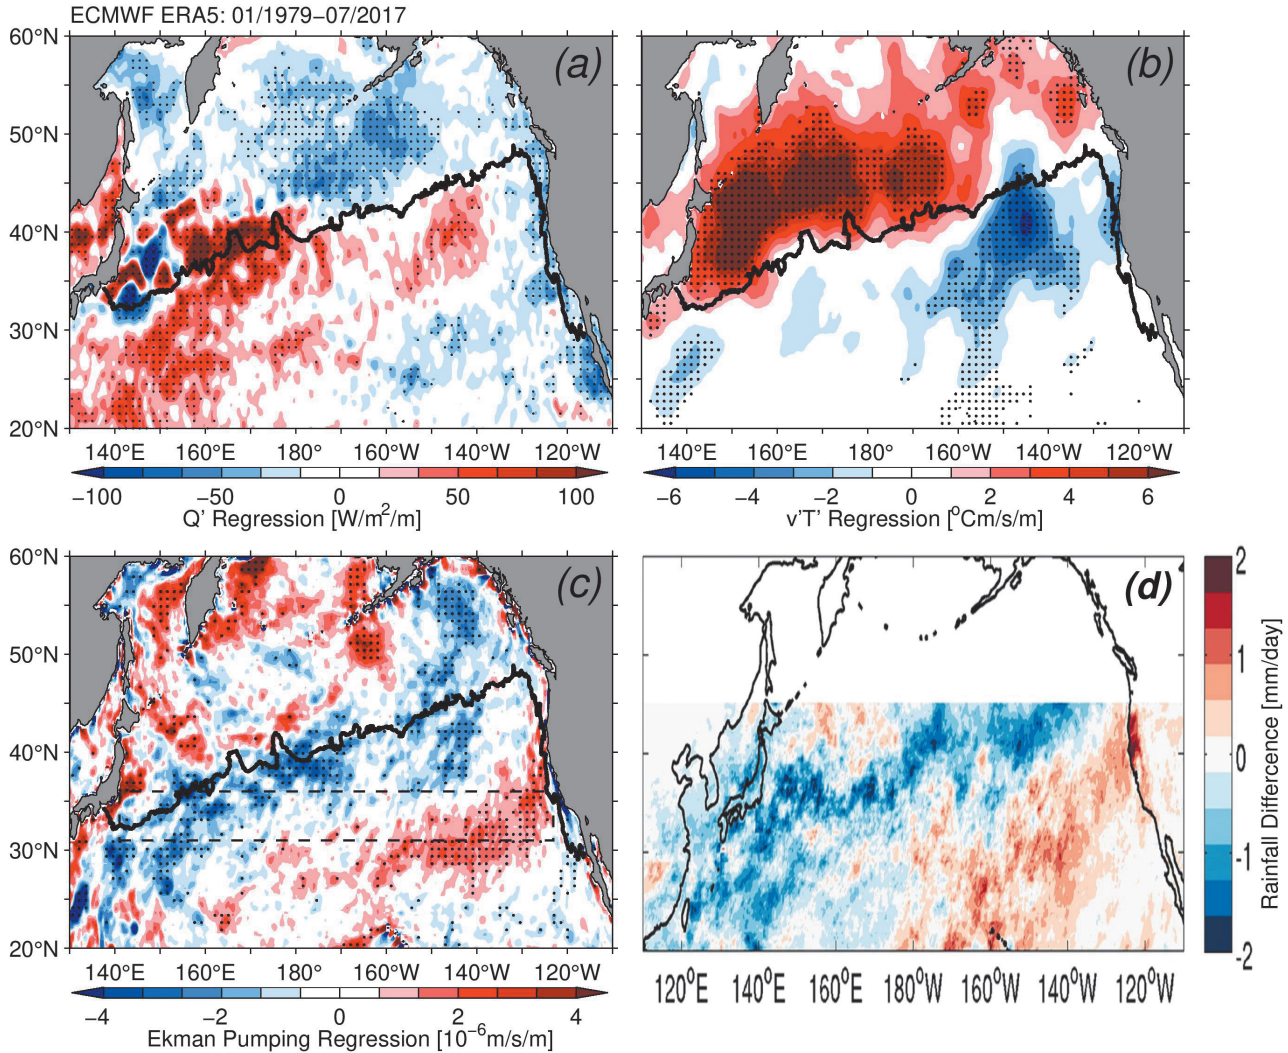 ECMWF ERA5: 01/1979−07/2017
60°N
50°N
40°N
30°N
20°N
(a)
140°E 160°E 180° 160°W 140°W 120°W
−100 −50 0 50 100
Q' Regression [W/m²/m]
(b)
140°E 160°E 180° 160°W 140°W 120°W
−6 −4 −2 0 2 4 6
v'T' Regression [°Cm/s/m]
60°N
50°N
40°N
30°N
20°N
(c)
140°E 160°E 180° 160°W 140°W 120°W
−4 −2 0 2 4
Ekman Pumping Regression [10⁻⁶m/s/m]
(d)
120°E 140°E 160°E 180°W 160°W 140°W 120°W
2
1
0
-1
-2
Rainfall Differcence [mm/day]